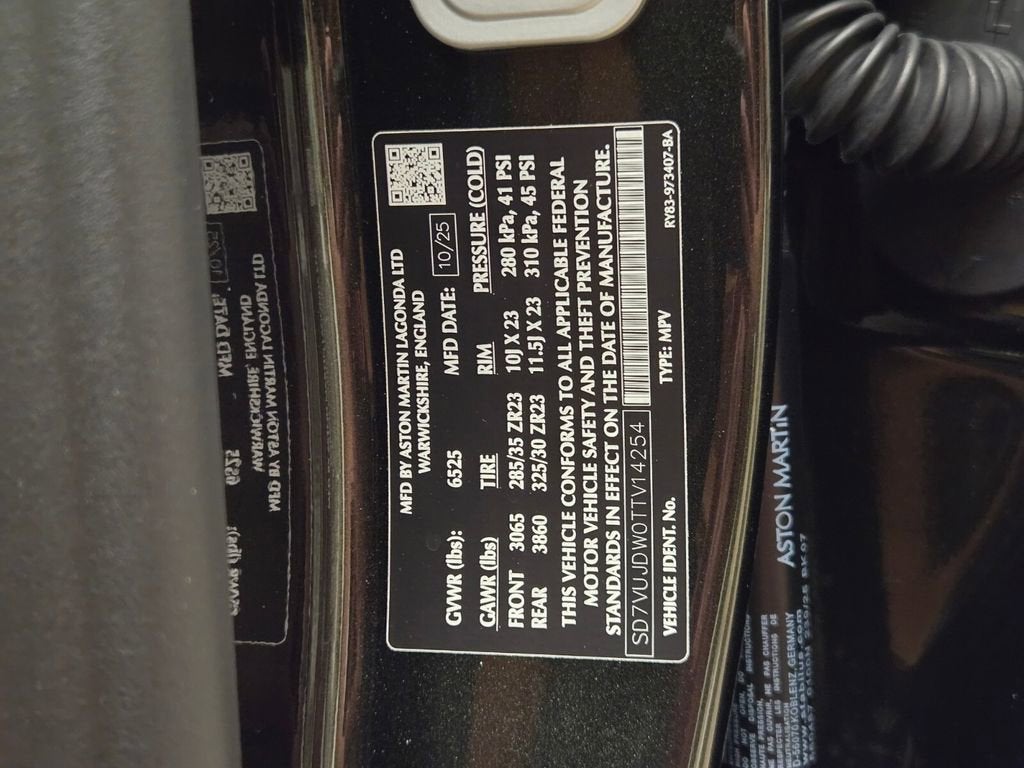 MFD BY ASTON MARTIN LAGONDA LTD
WARWICKSHIRE, ENGLAND
GVWR (lbs): 6525 MFD DATE: 10/25
GAWR (lbs) TIRE RIM PRESSURE (COLD)
FRONT 3065 285/35 ZR23 10J X 23 280 kPa, 41 PSI
REAR 3860 325/30 ZR23 11.5J X 23 310 kPa, 45 PSI
THIS VEHICLE CONFORMS TO ALL APPLICABLE FEDERAL
MOTOR VEHICLE SAFETY AND THEFT PREVENTION
STANDARDS IN EFFECT ON THE DATE OF MANUFACTURE.
SD7VUJDW0TTV14254
VEHICLE IDENT. No. TYPE: MPV RY83-973407-BA
ASTON MARTIN
KOBLENZ, GERMANY